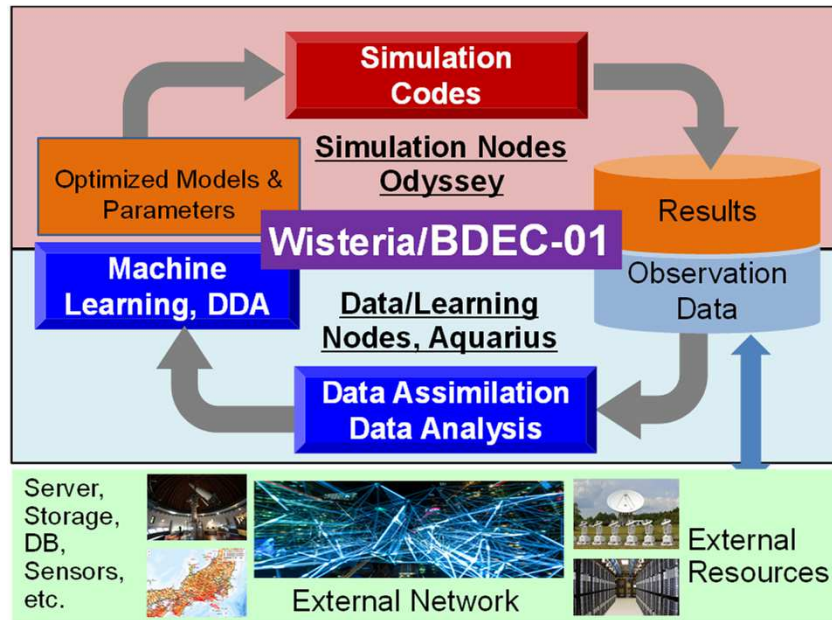 Simulation
Codes
Optimized Models &
Parameters
Simulation Nodes
Odyssey
Results
Wisteria/BDEC-01
Machine
Learning, DDA
Observation
Data
Data/Learning
Nodes, Aquarius
Data Assimilation
Data Analysis
Server,
Storage,
DB,
Sensors,
etc.
External Network
External
Resources